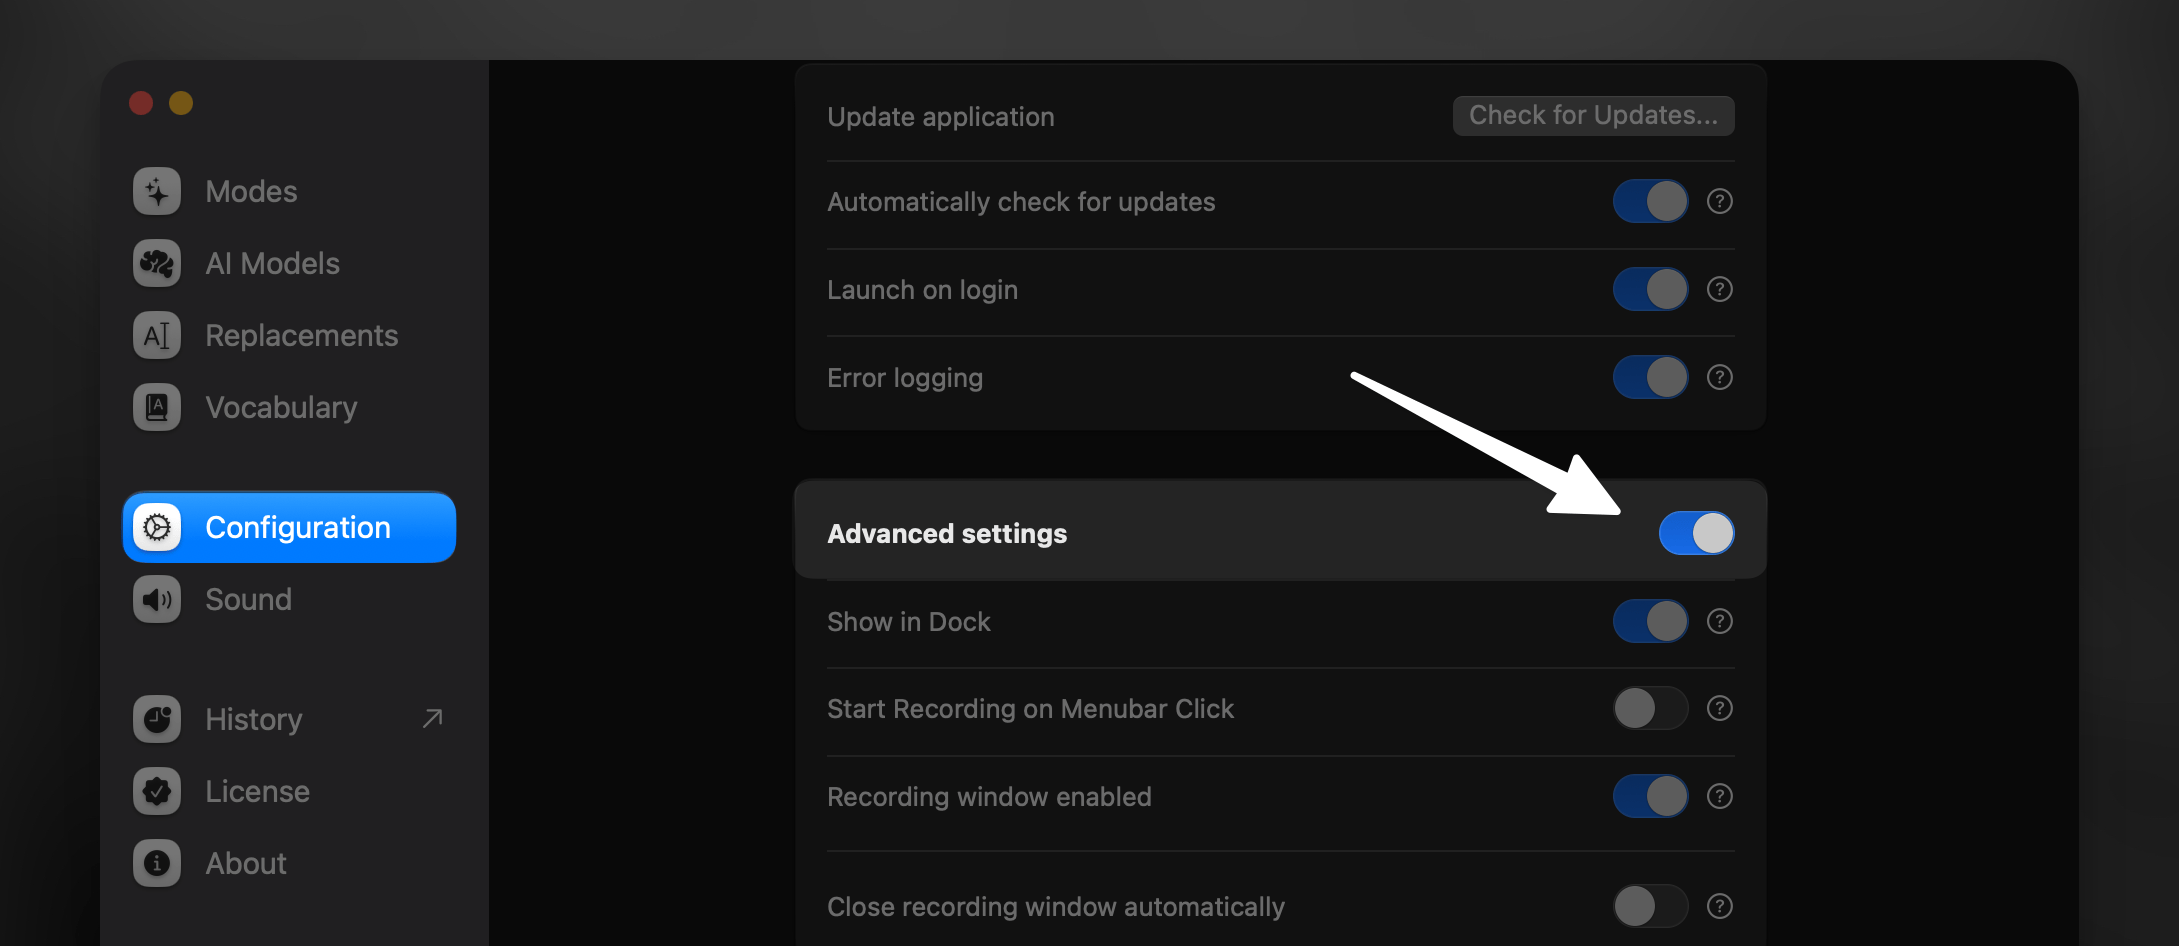 Modes
AI Models
Replacements
Vocabulary
Configuration
Sound
History
License
About
Update application
Check for Updates...
Automatically check for updates
Launch on login
Error logging
Advanced settings
Show in Dock
Start Recording on Menubar Click
Recording window enabled
Close recording window automatically